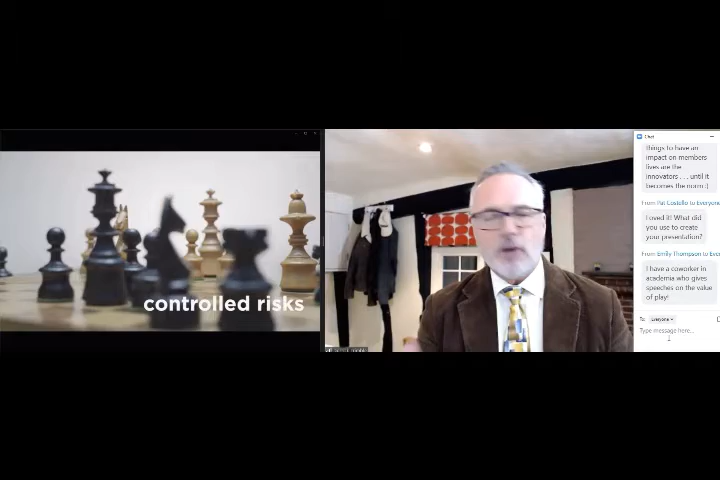 controlled risks
Chat
things to have an
impact on members
lives are the
innovators . . . until it
becomes the norm ;)
From Pat Costello to Everyone
I loved it! What did
you use to create
your presentation?
From Emily Thompson to Ever
I have a coworker in
academia who gives
speeches on the value
of play!
To: Everyone
Type message here...